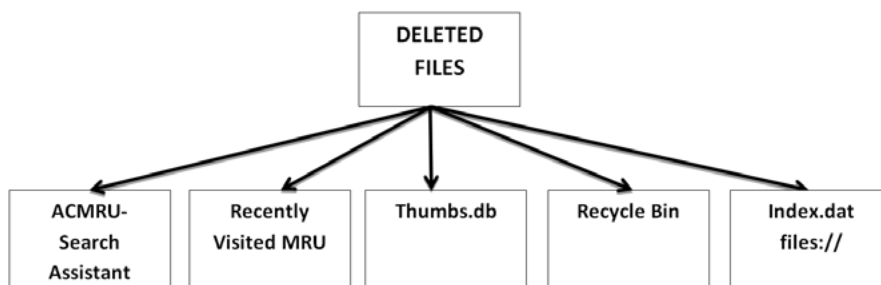 DELETED
FILES
ACMRU-
Search
Assistant
Recently
Visited MRU
Thumbs.db
Recycle Bin
Index.dat
files://